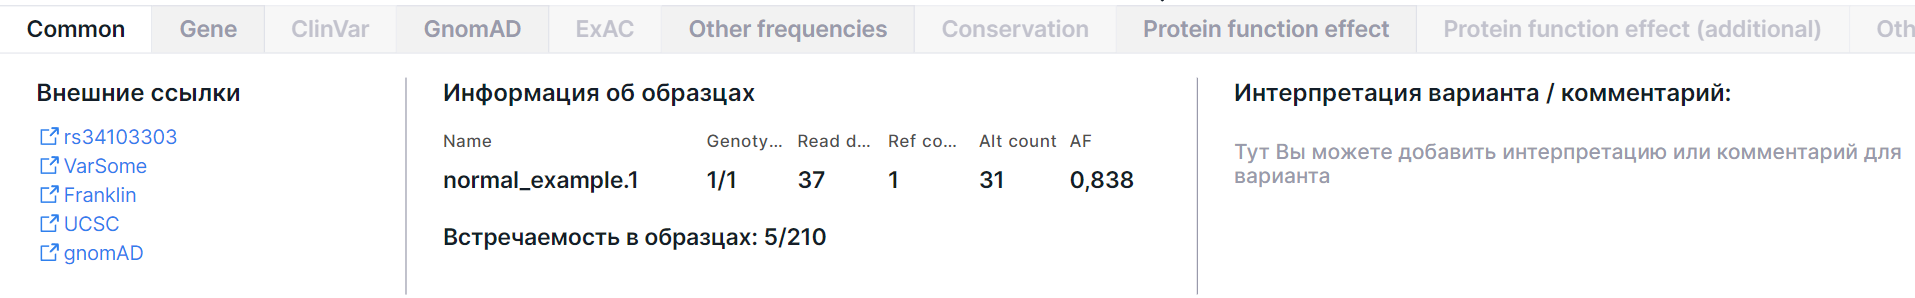 Common Gene ClinVar GnomAD ExAC Other frequencies Conservation Protein function effect Protein function effect (additional) Oth
Внешние ссылки
rs34103303
VarSome
Franklin
UCSC
gnomAD
Информация об образцах
Name Genoty... Read d... Ref co... Alt count AF
normal_example.1 1/1 37 1 31 0,838
Встречаемость в образцах: 5/210
Интерпретация варианта / комментарий:
Тут Вы можете добавить интерпретацию или комментарий для
варианта